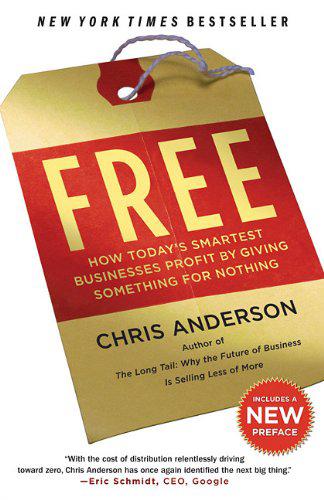 NEW YORK TIMES BESTSELLER
FREE
HOW TODAY'S SMARTEST
BUSINESSES PROFIT BY GIVING
SOMETHING FOR NOTHING
CHRIS ANDERSON
Author of
The Long Tail: Why the Future of Business
Is Selling Less of More
INCLUDES A
NEW
PREFACE
"With the cost of distribution relentlessly driving
toward zero, Chris Anderson has once again identified the next big thing."
—Eric Schmidt, CEO, Google